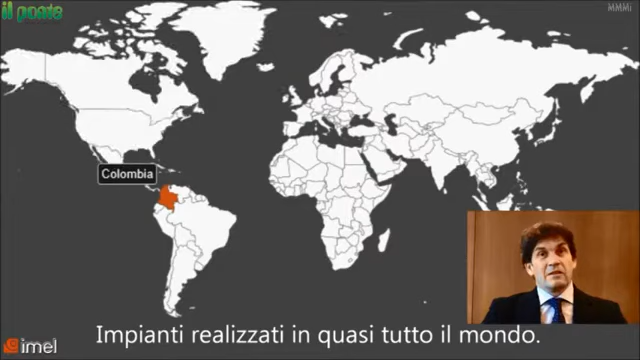 il ponte
MMMI
Colombia
imel
Impianti realizzati in quasi tutto il mondo.